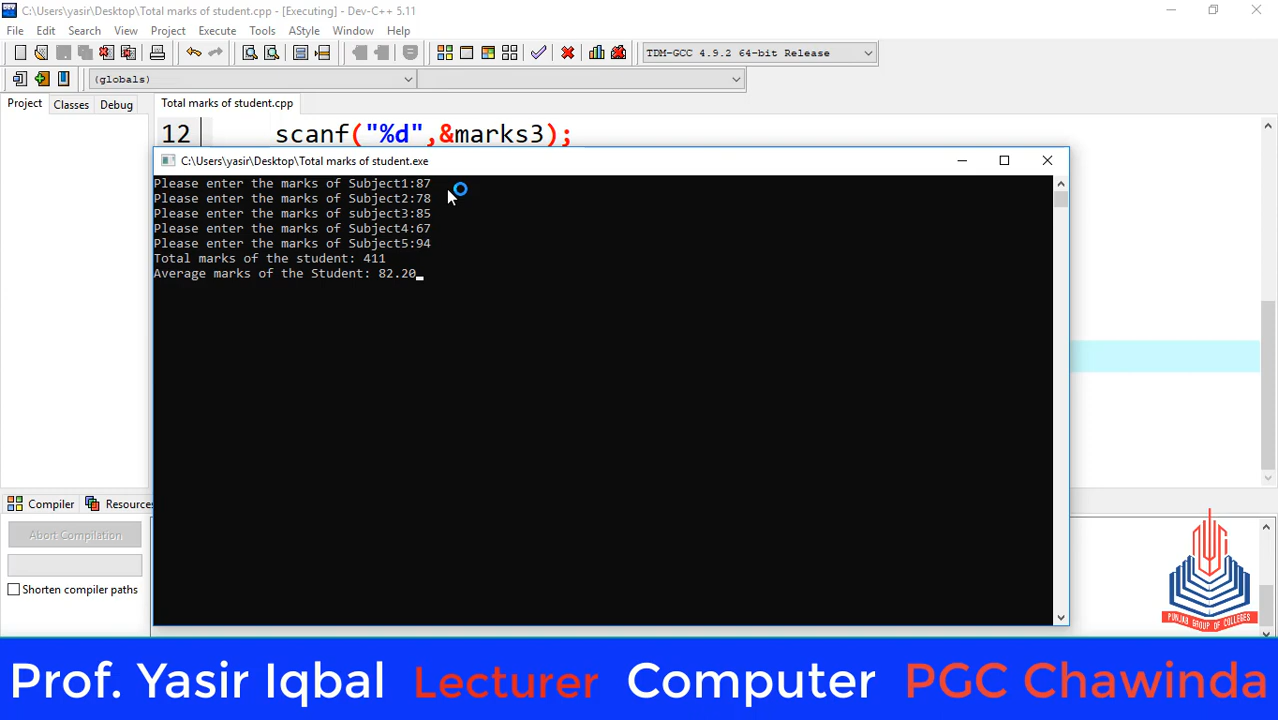 C:\Users\yasir\Desktop\Total marks of student.cpp - [Executing] - Dev-C++ 5.11
File Edit Search View Project Execute Tools AStyle Window Help
TDM-GCC 4.9.2 64-bit Release
(globals)
Project Classes Debug Total marks of student.cpp
12 scanf("%d",&marks3);
C:\Users\yasir\Desktop\Total marks of student.exe
Please enter the marks of Subject1:87
Please enter the marks of Subject2:78
Please enter the marks of subject3:85
Please enter the marks of Subject4:67
Please enter the marks of Subject5:94
Total marks of the student: 411
Average marks of the Student: 82.20
Compiler Resources
Abort Compilation
Shorten compiler paths
PUNJAB GROUP OF COLLEGES
Prof. Yasir Iqbal Lecturer Computer PGC Chawinda